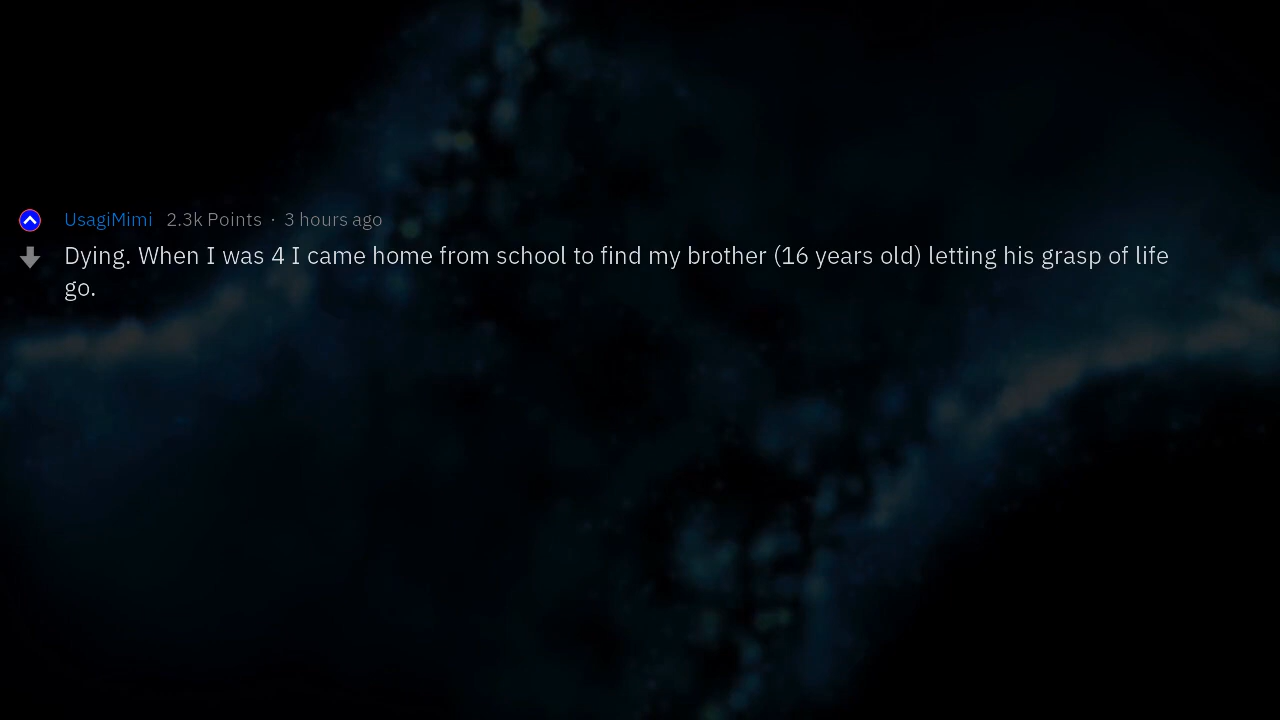 UsagiMimi 2.3k Points · 3 hours ago
Dying. When I was 4 I came home from school to find my brother (16 years old) letting his grasp of life
go.